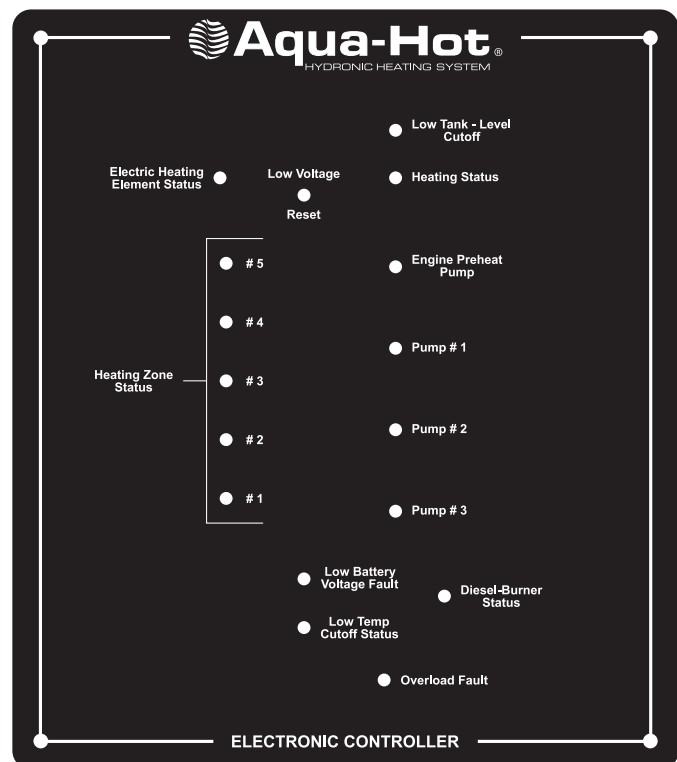 Aqua-Hot®
HYDRONIC HEATING SYSTEM
Low Tank - Level
Cutoff
Electric Heating
Element Status
Low Voltage
Reset
Heating Status
# 5
Engine Preheat
Pump
# 4
Pump # 1
Heating Zone
Status
# 3
# 2
Pump # 2
# 1
Pump # 3
Low Battery
Voltage Fault
Diesel-Burner
Status
Low Temp
Cutoff Status
Overload Fault
ELECTRONIC CONTROLLER